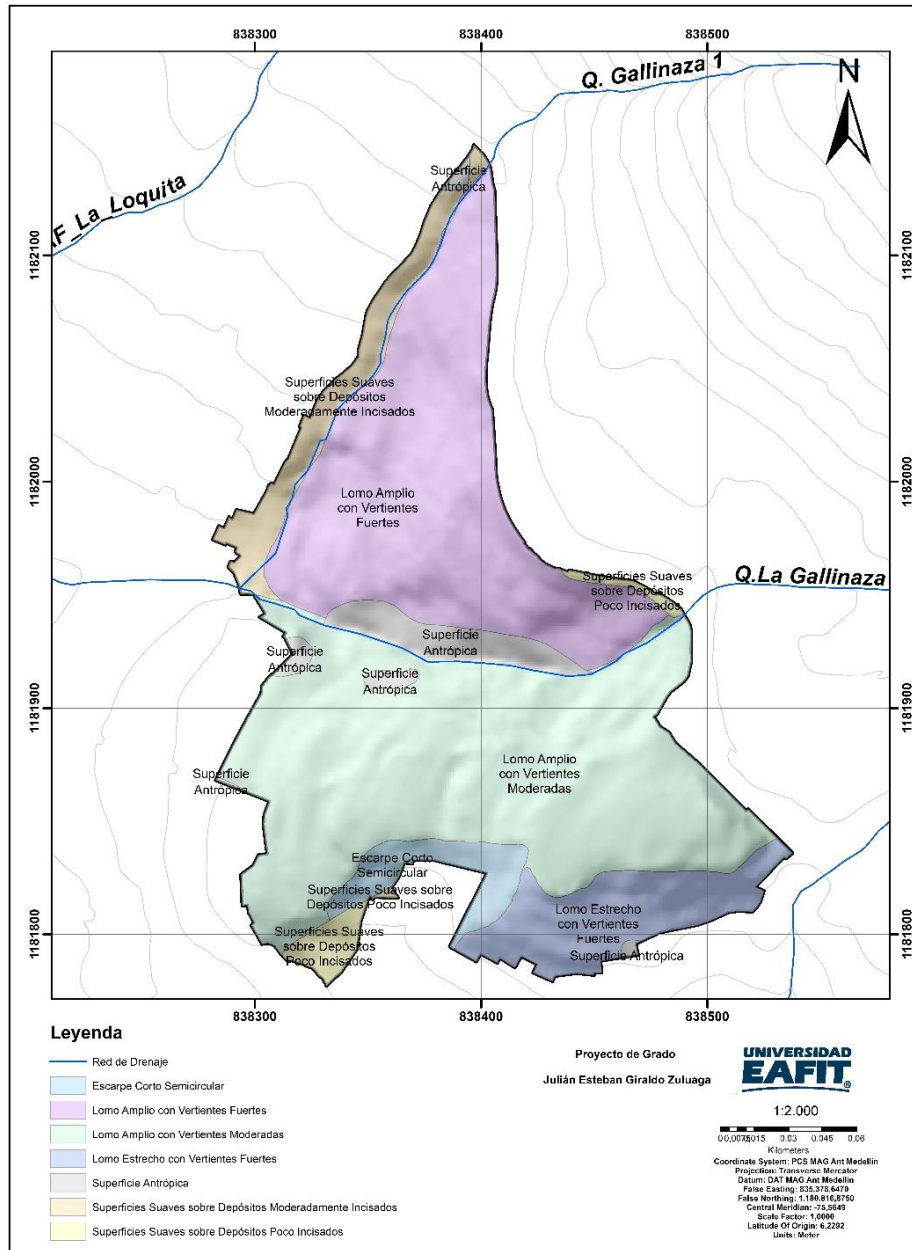 838300
838400
838500
Q. Gallinaza 1
N
AF_La_Loquita
Superficie
Antrópica
1182100
1182100
Superficies Suaves
sobre Depósitos
Moderadamente Incisados
1182000
1182000
Lomo Amplio
con Vertientes
Fuertes
Superficies Suaves
sobre Depósitos
Poco Incisados
Q.La Gallinaza
Superficie
Antrópica
Superficie
Antrópica
Superficie
Antrópica
1181900
1181900
Superficie
Antrópica
Lomo Amplio
con Vertientes
Moderadas
Escarpe Corto
Semicircular
Superficies Suaves sobre
Depósitos Poco Incisados
Lomo Estrecho
con Vertientes
Fuertes
1181800
1181800
Superficies Suaves
sobre Depósitos
Poco Incisados
Superficie Antrópica
838300
838400
838500
Leyenda
Red de Drenaje
Escarpe Corto Semicircular
Lomo Amplio con Vertientes Fuertes
Lomo Amplio con Vertientes Moderadas
Lomo Estrecho con Vertientes Fuertes
Superficie Antrópica
Superficies Suaves sobre Depósitos Moderadamente Incisados
Superficies Suaves sobre Depósitos Poco Incisados
Proyecto de Grado
Julián Esteban Giraldo Zuluaga
UNIVERSIDAD
EAFIT®
1:2.000
0 0,0075 0,015 0.03 0.045 0.06
Kilometers
Coordinate System: PCS MAG Ant Medellin
Projection: Transverse Mercator
Datum: DAT MAG Ant Medellin
False Easting: 835.378,6470
False Northing: 1.180.816,8750
Central Meridian: -75,5649
Scale Factor: 1,0000
Latitude Of Origin: 6,2292
Units: Meter